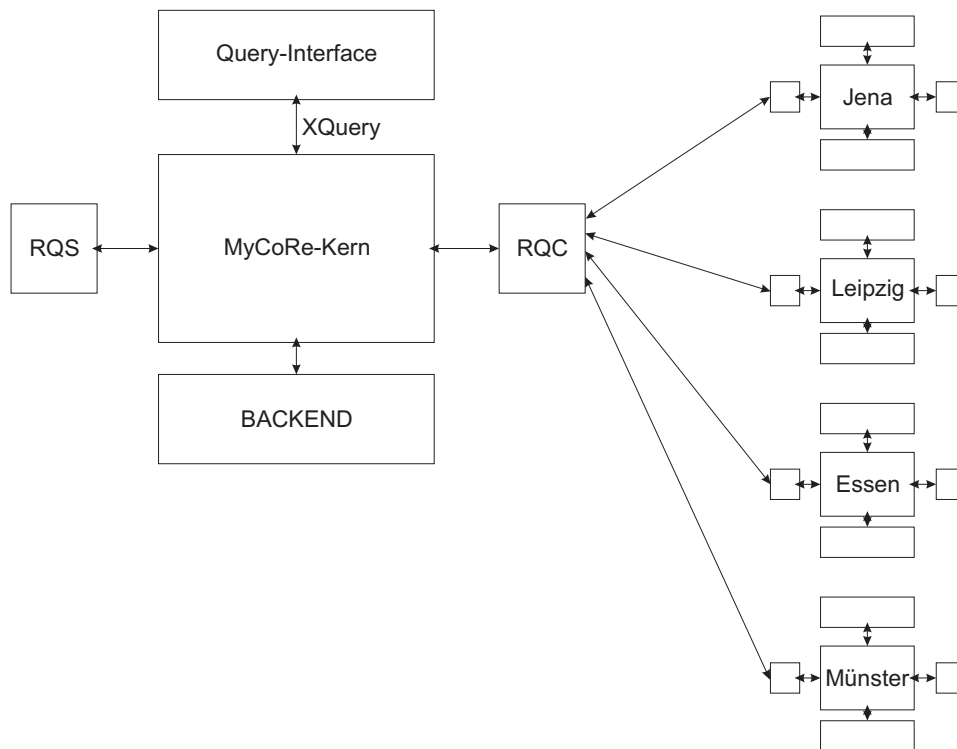 Query-Interface
XQuery
RQS
MyCoRe-Kern
RQC
BACKEND
Jena
Leipzig
Essen
Münster